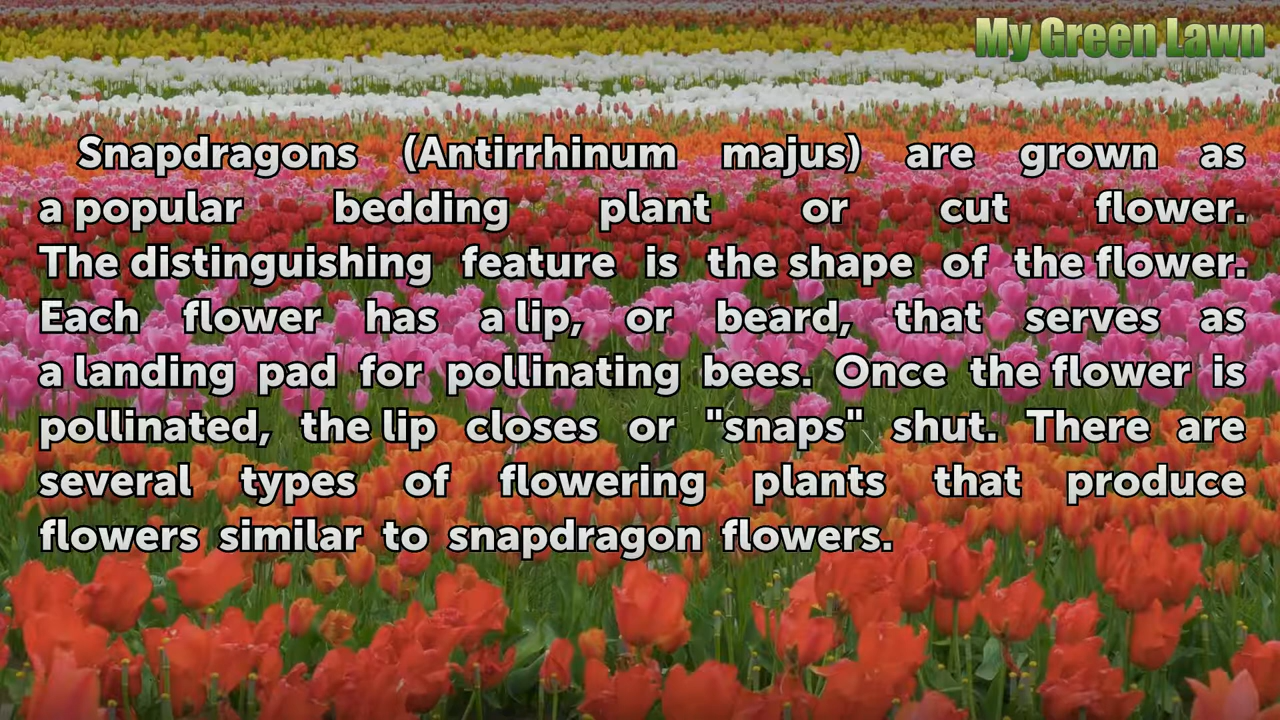 My Green Lawn
Snapdragons (Antirrhinum majus) are grown as
a popular bedding plant or cut flower.
The distinguishing feature is the shape of the flower.
Each flower has a lip, or beard, that serves as
a landing pad for pollinating bees. Once the flower is
pollinated, the lip closes or "snaps" shut. There are
several types of flowering plants that produce
flowers similar to snapdragon flowers.